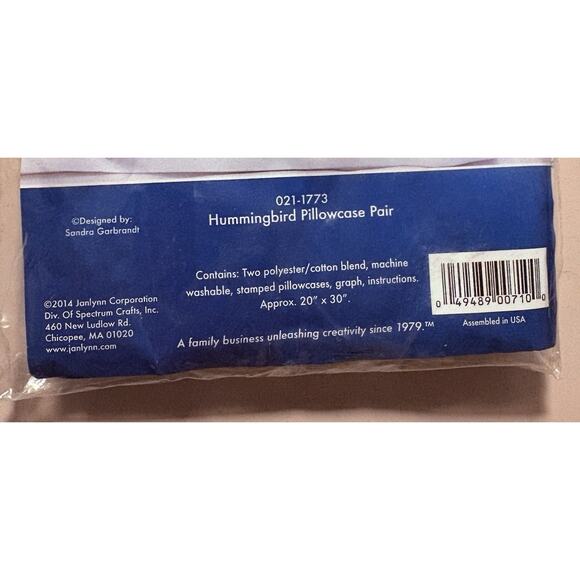 021-1773
Hummingbird Pillowcase Pair
©Designed by:
Sandra Garbrandt
Contains: Two polyester/cotton blend, machine
washable, stamped pillowcases, graph, instructions.
Approx. 20" x 30".
©2014 Janlynn Corporation
Div. Of Spectrum Crafts, Inc.
460 New Ludlow Rd.
Chicopee, MA 01020
www.janlynn.com
A family business unleashing creativity since 1979.™
0 49489 00710 0
Assembled in USA